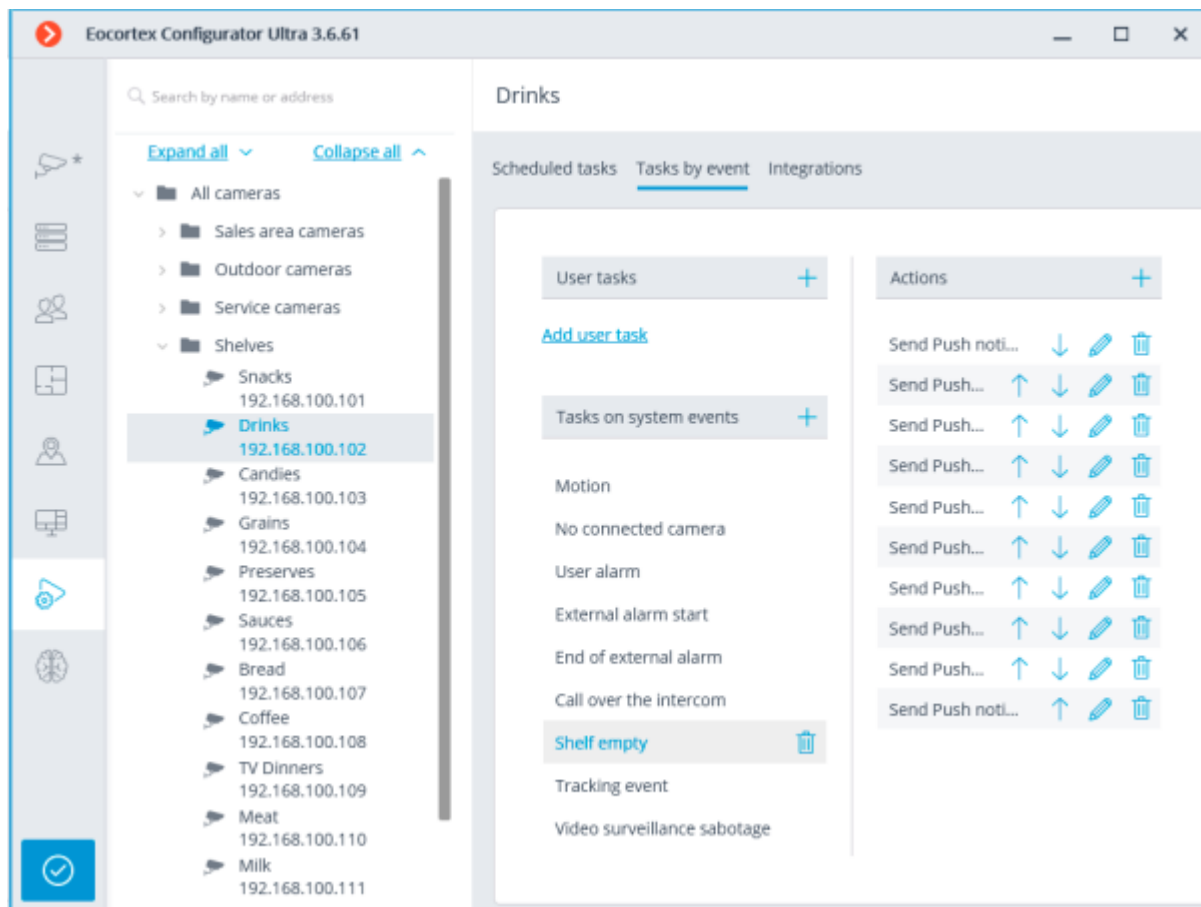 Eocortex Configurator Ultra 3.6.61
Search by name or address
Expand all
Collapse all
All cameras
Sales area cameras
Outdoor cameras
Service cameras
Shelves
Snacks
192.168.100.101
Drinks
192.168.100.102
Candies
192.168.100.103
Grains
192.168.100.104
Preserves
192.168.100.105
Sauces
192.168.100.106
Bread
192.168.100.107
Coffee
192.168.100.108
TV Dinners
192.168.100.109
Meat
192.168.100.110
Milk
192.168.100.111
Drinks
Scheduled tasks
Tasks by event
Integrations
User tasks
Add user task
Tasks on system events
Motion
No connected camera
User alarm
External alarm start
End of external alarm
Call over the intercom
Shelf empty
Tracking event
Video surveillance sabotage
Actions
Send Push noti...
Send Push...
Send Push...
Send Push...
Send Push...
Send Push...
Send Push...
Send Push...
Send Push...
Send Push noti...